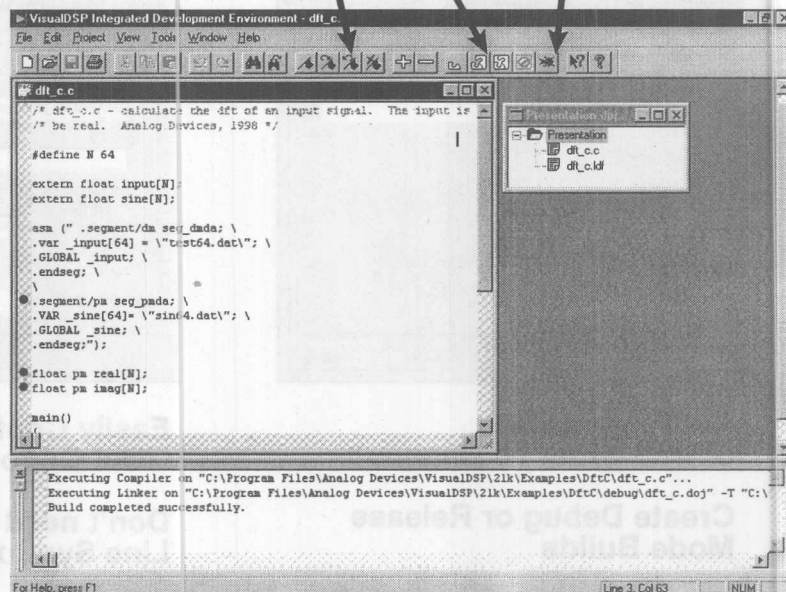 VisualDSP Integrated Development Environment - dft_c.
File Edit Project View Tools Window Help
dft_c.c
/* dft_c.c - calculate the dft of an input signal. The input is
/* be real. Analog Devices, 1998 */
#define N 64
extern float input[N];
extern float sine[N];
asm (" .segment/dm seg_dmda; \
.var _input[64] = \"test64.dat\"; \
.GLOBAL _input; \
.endseg; \
\
.segment/pm seg_pmda; \
.VAR _sine[64]= \"sin64.dat\"; \
.GLOBAL _sine; \
.endseg;");
float pm real[N];
float pm imag[N];
main()
{
Presentation.dpj
Presentation
dft_c.c
dft_c.ldf
Executing Compiler on "C:\Program Files\Analog Devices\VisualDSP\21k\Examples\DftC\dft_c.c"...
Executing Linker on "C:\Program Files\Analog Devices\VisualDSP\21k\Examples\DftC\debug\dft_c.doj" -T "C:\
Build completed successfully.
For Help, press F1
Line 3, Col 63
NUM
Easily
Create Debug or Release
Mode Builds
Don't need